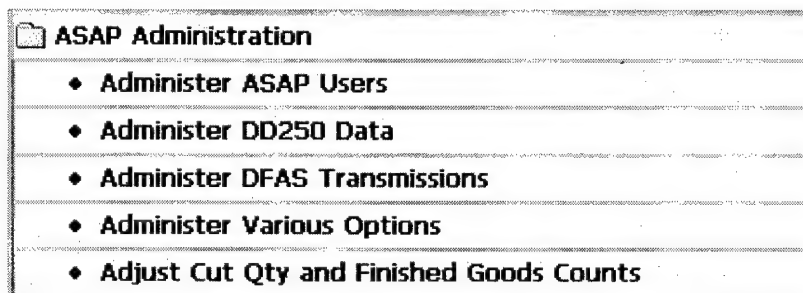 ASAP Administration
Administer ASAP Users
Administer DD250 Data
Administer DFAS Transmissions
Administer Various Options
Adjust Cut Qty and Finished Goods Counts